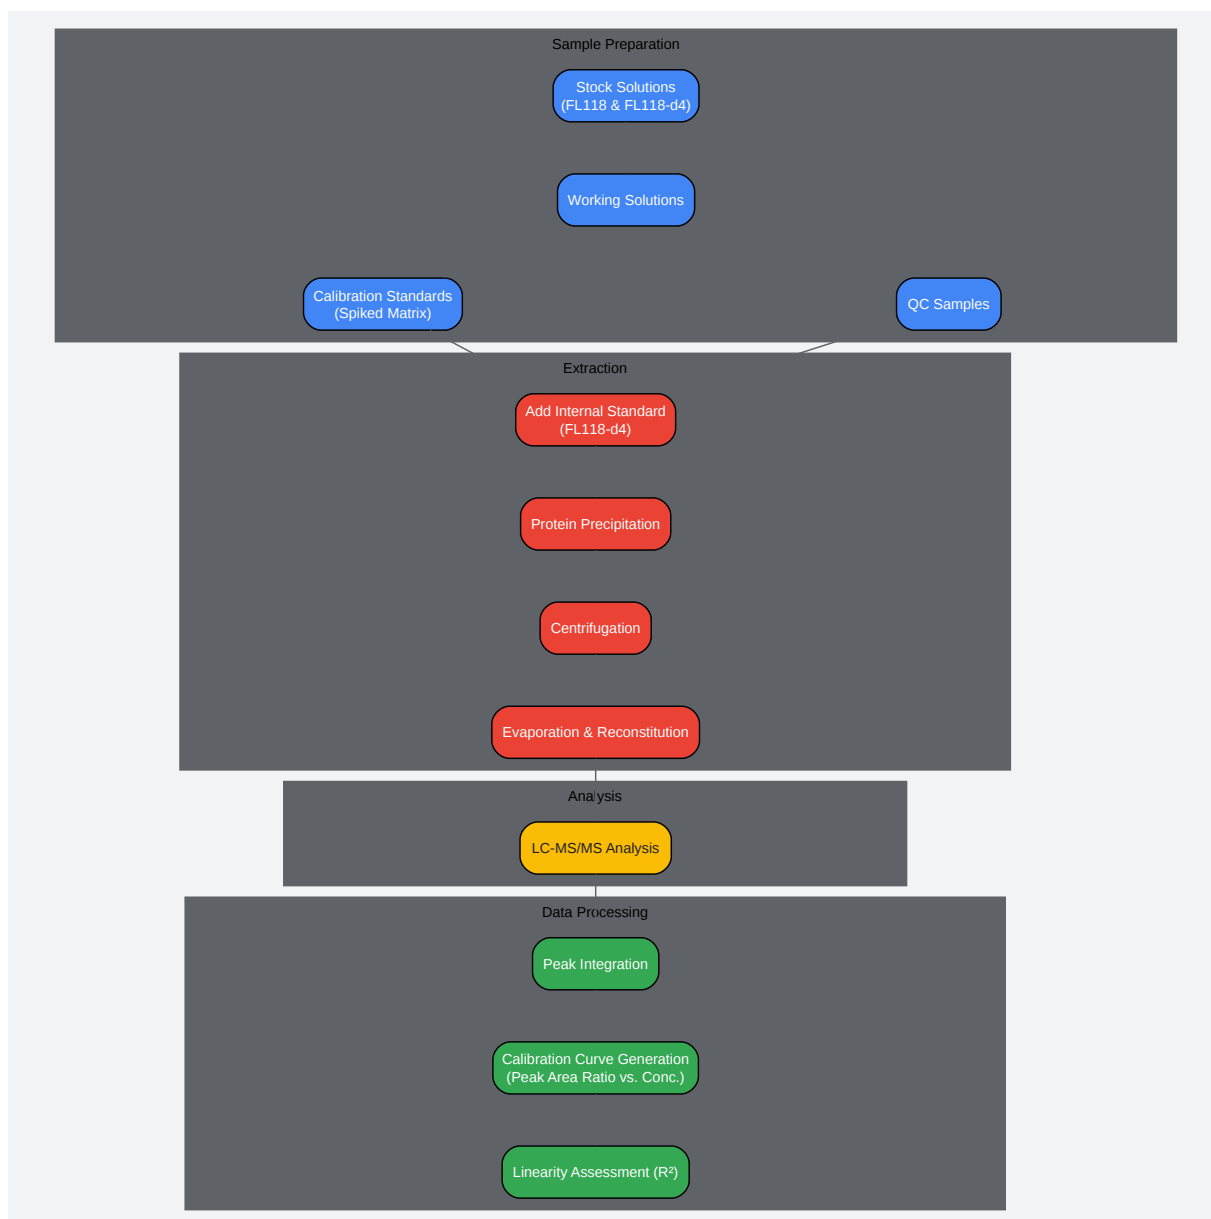 Sample Preparation
Stock Solutions
(FL118 & FL118-d4)
Working Solutions
Calibration Standards
(Spiked Matrix)
QC Samples
Extraction
Add Internal Standard
(FL118-d4)
Protein Precipitation
Centrifugation
Evaporation & Reconstitution
Analysis
LC-MS/MS Analysis
Data Processing
Peak Integration
Calibration Curve Generation
(Peak Area Ratio vs. Conc.)
Linearity Assessment (R²)